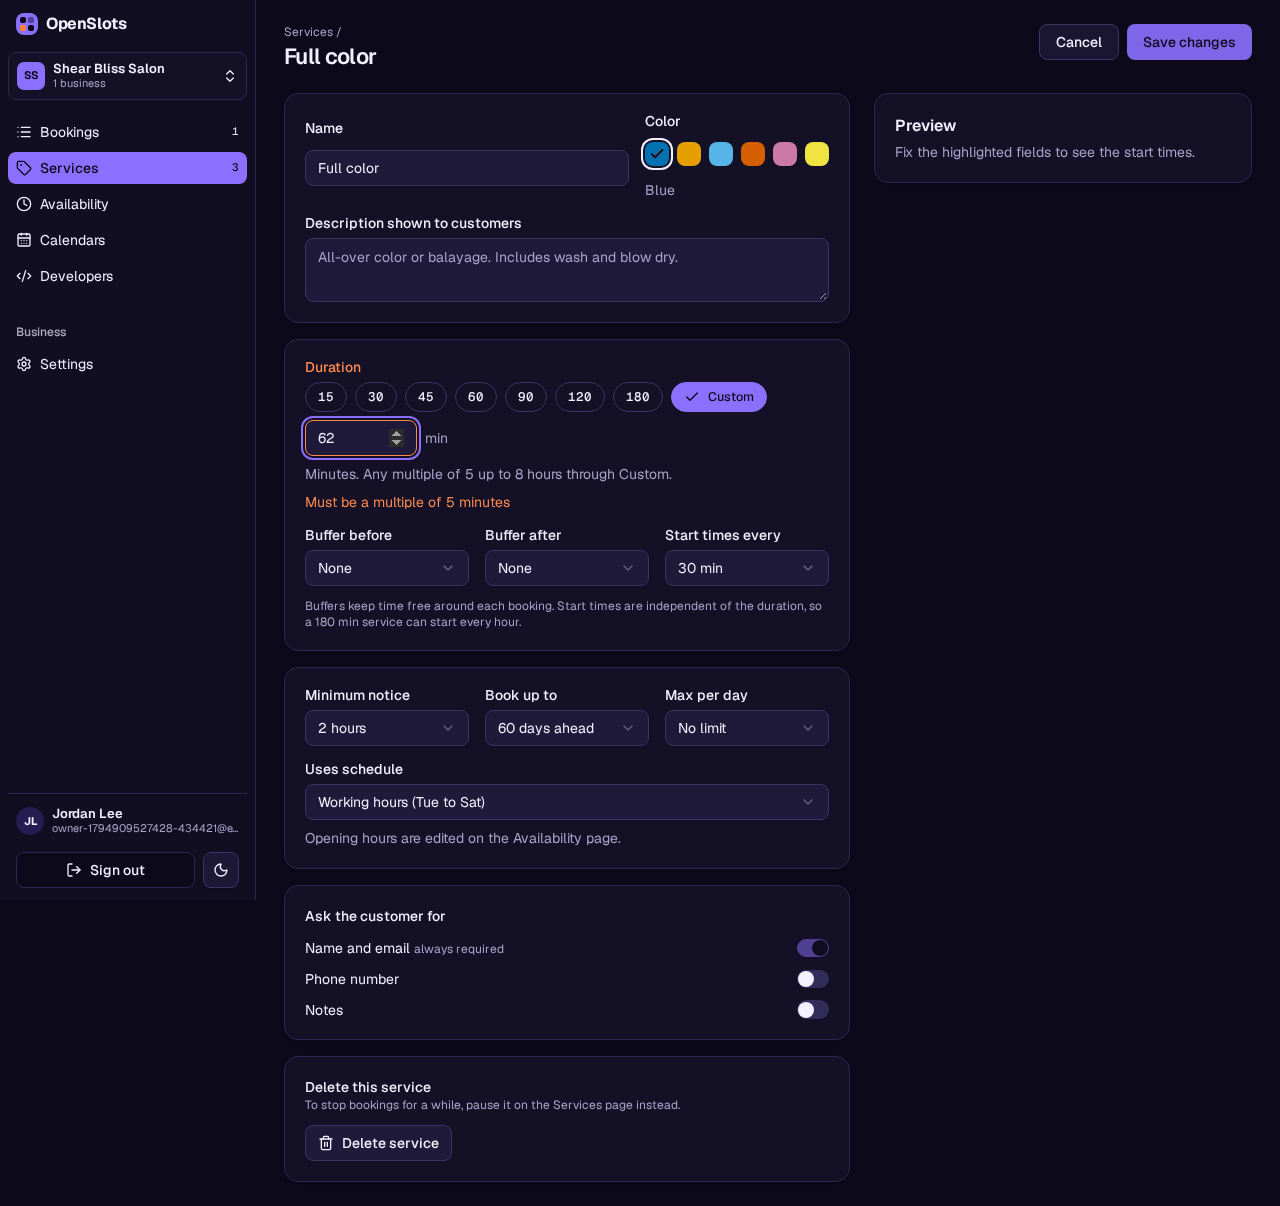 OpenSlots
SS
Shear Bliss Salon
1 business
Bookings 1
Services 3
Availability
Calendars
Developers
Business
Settings
JL
Jordan Lee
owner-1794909527428-434421@e...
Sign out
Services /
Full color
Cancel
Save changes
Name
Full color
Color
Blue
Description shown to customers
All-over color or balayage. Includes wash and blow dry.
Duration
15 30 45 60 90 120 180 Custom
62 min
Minutes. Any multiple of 5 up to 8 hours through Custom.
Must be a multiple of 5 minutes
Buffer before Buffer after Start times every
None None 30 min
Buffers keep time free around each booking. Start times are independent of the duration, so
a 180 min service can start every hour.
Minimum notice Book up to Max per day
2 hours 60 days ahead No limit
Uses schedule
Working hours (Tue to Sat)
Opening hours are edited on the Availability page.
Ask the customer for
Name and email always required
Phone number
Notes
Delete this service
To stop bookings for a while, pause it on the Services page instead.
Delete service
Preview
Fix the highlighted fields to see the start times.